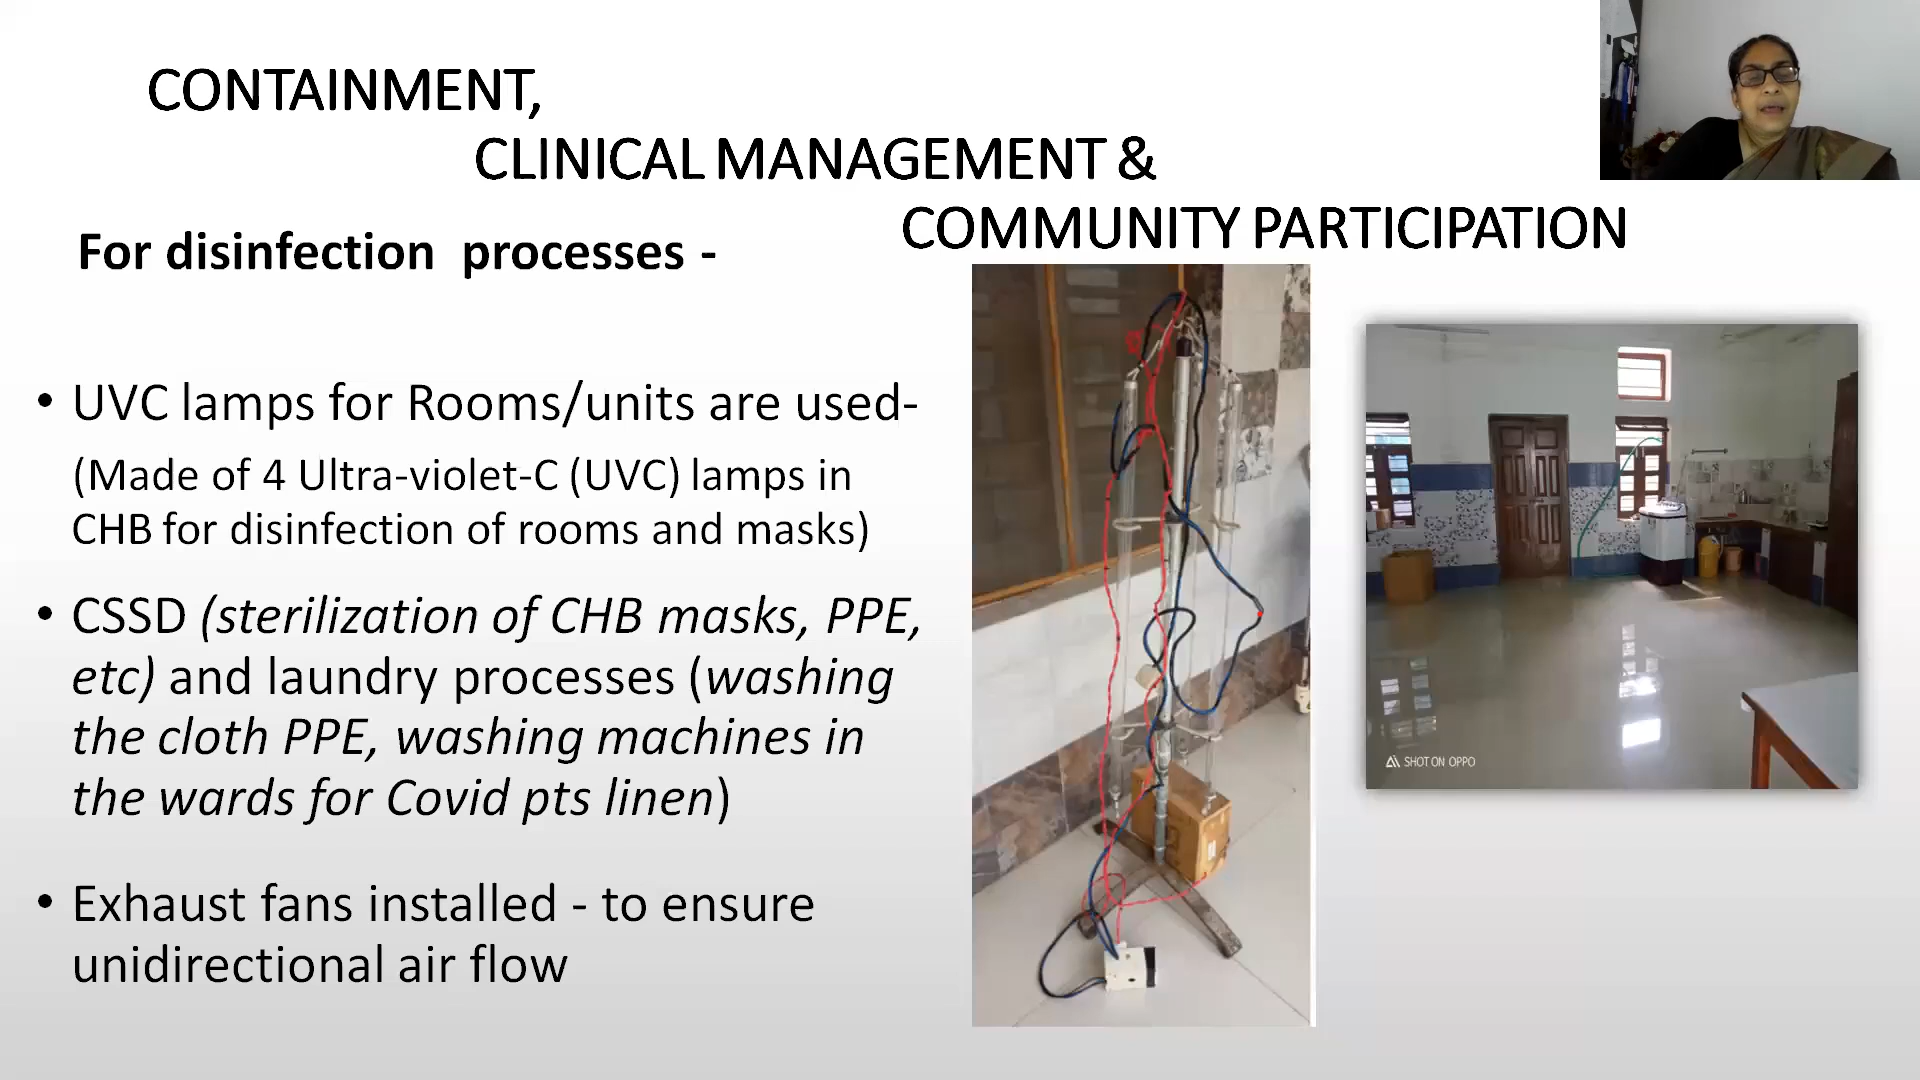 CONTAINMENT,
CLINICAL MANAGEMENT &
COMMUNITY PARTICIPATION
For disinfection  processes -
• UVC lamps for Rooms/units are used-
(Made of 4 Ultra-violet-C (UVC) lamps in
CHB for disinfection of rooms and masks)
• CSSD (sterilization of CHB masks, PPE,
etc) and laundry processes (washing
the cloth PPE, washing machines in
the wards for Covid pts linen)
• Exhaust fans installed - to ensure
unidirectional air flow
SHOT ON OPPO